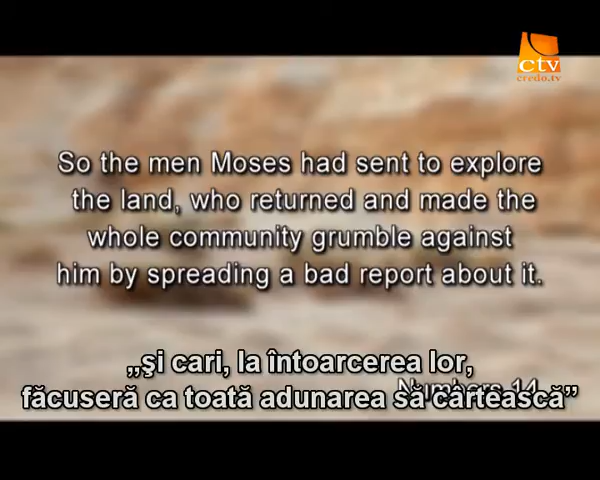 ctv
credo.tv
So the men Moses had sent to explore
the land, who returned and made the
whole community grumble against
him by spreading a bad report about it.
Numbers 14
„şi cari, la întoarcerea lor,
făcuseră ca toată adunarea să cârtească”